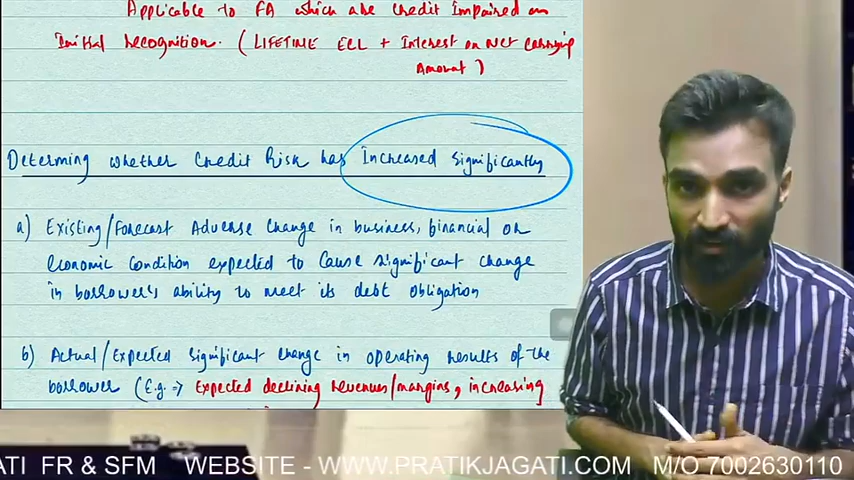 Applicable to FA which are Credit Impaired on
Initial recognition. (LIFETIME ECL + Interest on Net Carrying
Amount)
Determining whether Credit Risk has Increased Significantly
a) Existing/Forecast Adverse Change in business, financial or
Economic Condition expected to Cause significant change
in borrower's ability to meet its debt obligation
b) Actual/Expected Significant change in operating results of the
borrower (E.g. => Expected declining revenues/margins, increasing
ATI FR & SFM WEBSITE - WWW.PRATIKJAGATI.COM M/O 7002630110